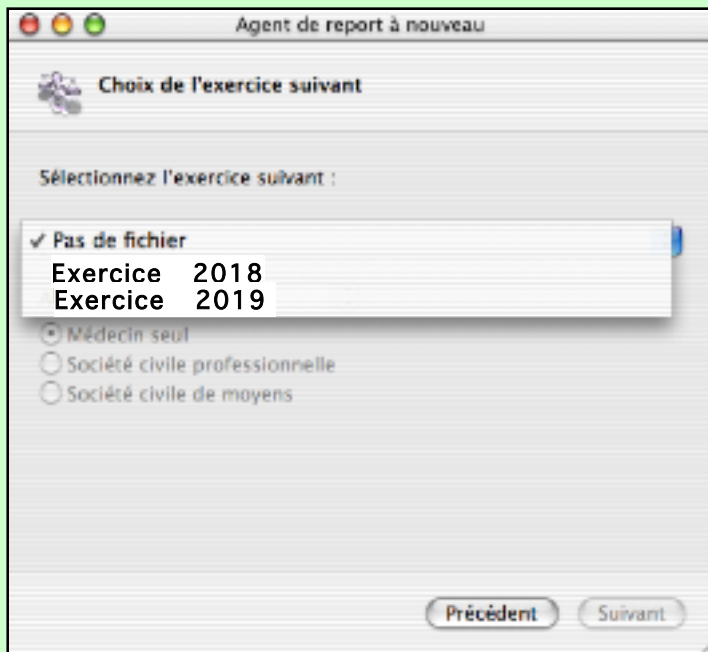 Agent de report à nouveau
Choix de l'exercice suivant
Sélectionnez l'exercice suivant :
✓ Pas de fichier
Exercice 2018
Exercice 2019
Médecin seul
Société civile professionnelle
Société civile de moyens
Précédent Suivant